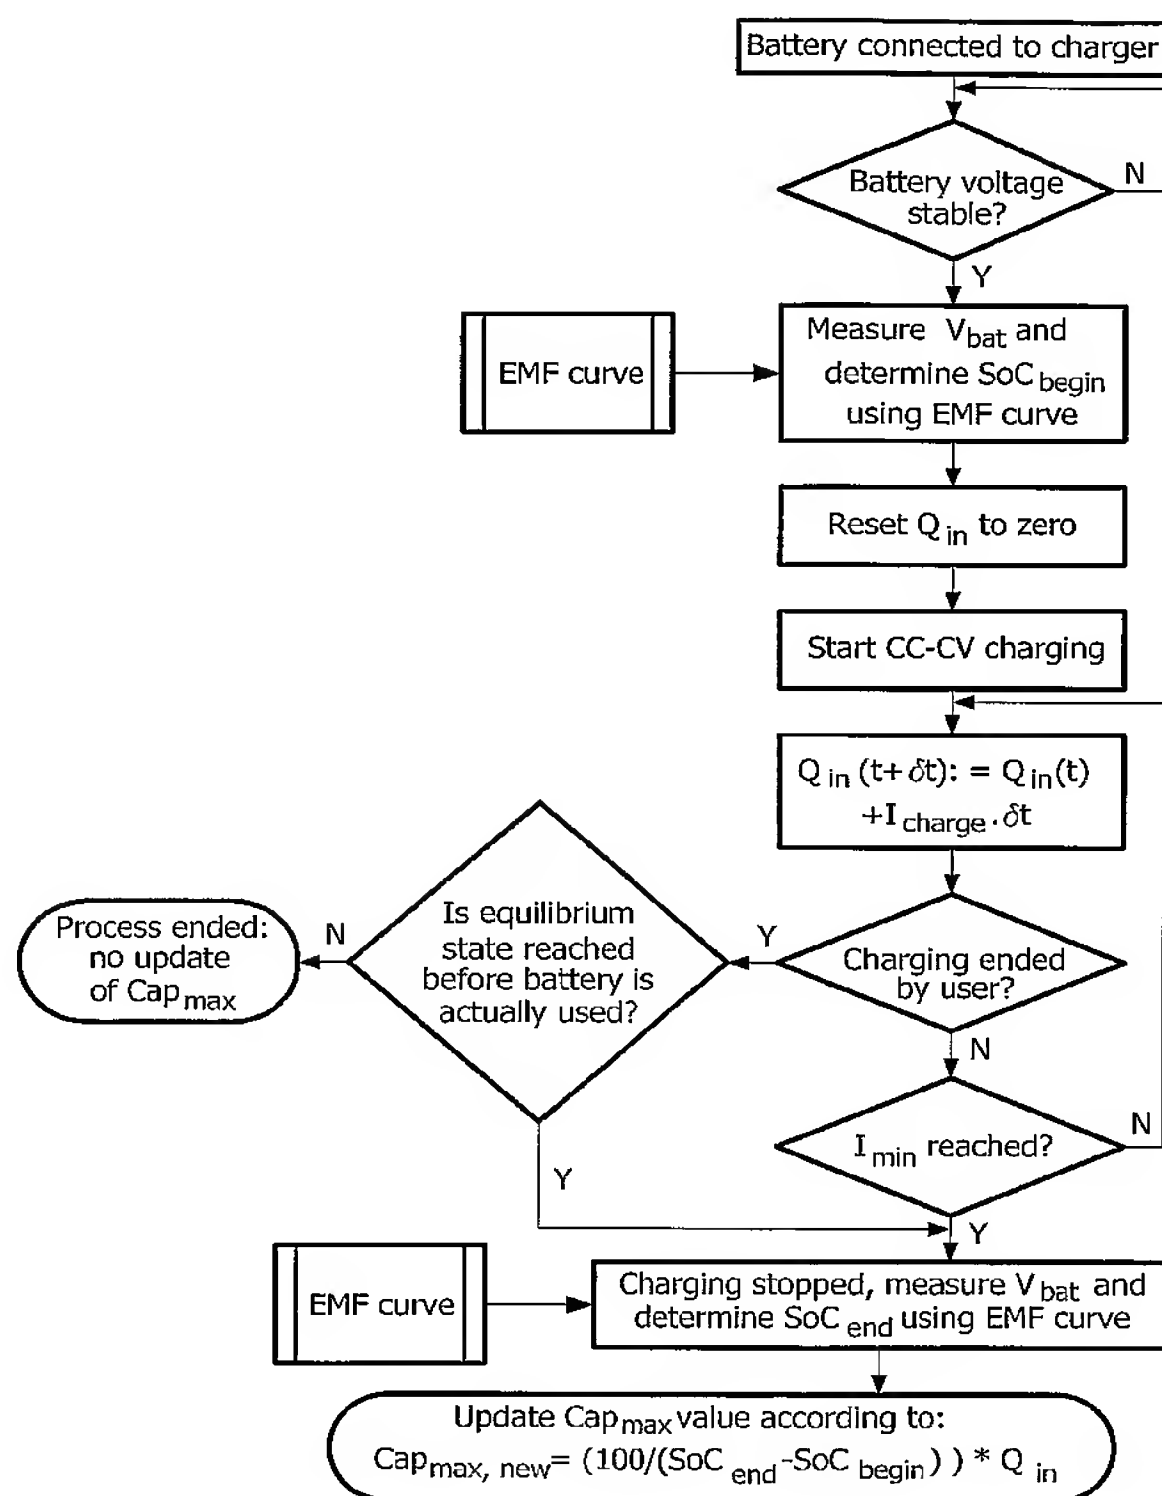 Battery connected to charger
Battery voltage
stable?
N
Y
EMF curve
Measure V bat and
determine SoC begin
using EMF curve
Reset Q in to zero
Start CC-CV charging
Q in (t+ δt): = Q in(t)
+I charge . δt
Process ended:
no update
of Cap max
N
Is equilibrium
state reached
before battery is
actually used?
Y
Charging ended
by user?
N
I min reached?
N
Y
Y
EMF curve
Charging stopped, measure V bat and
determine SoC end using EMF curve
Update Cap max value according to:
Cap max, new= (100/(SoC end-SoC begin) ) * Q in